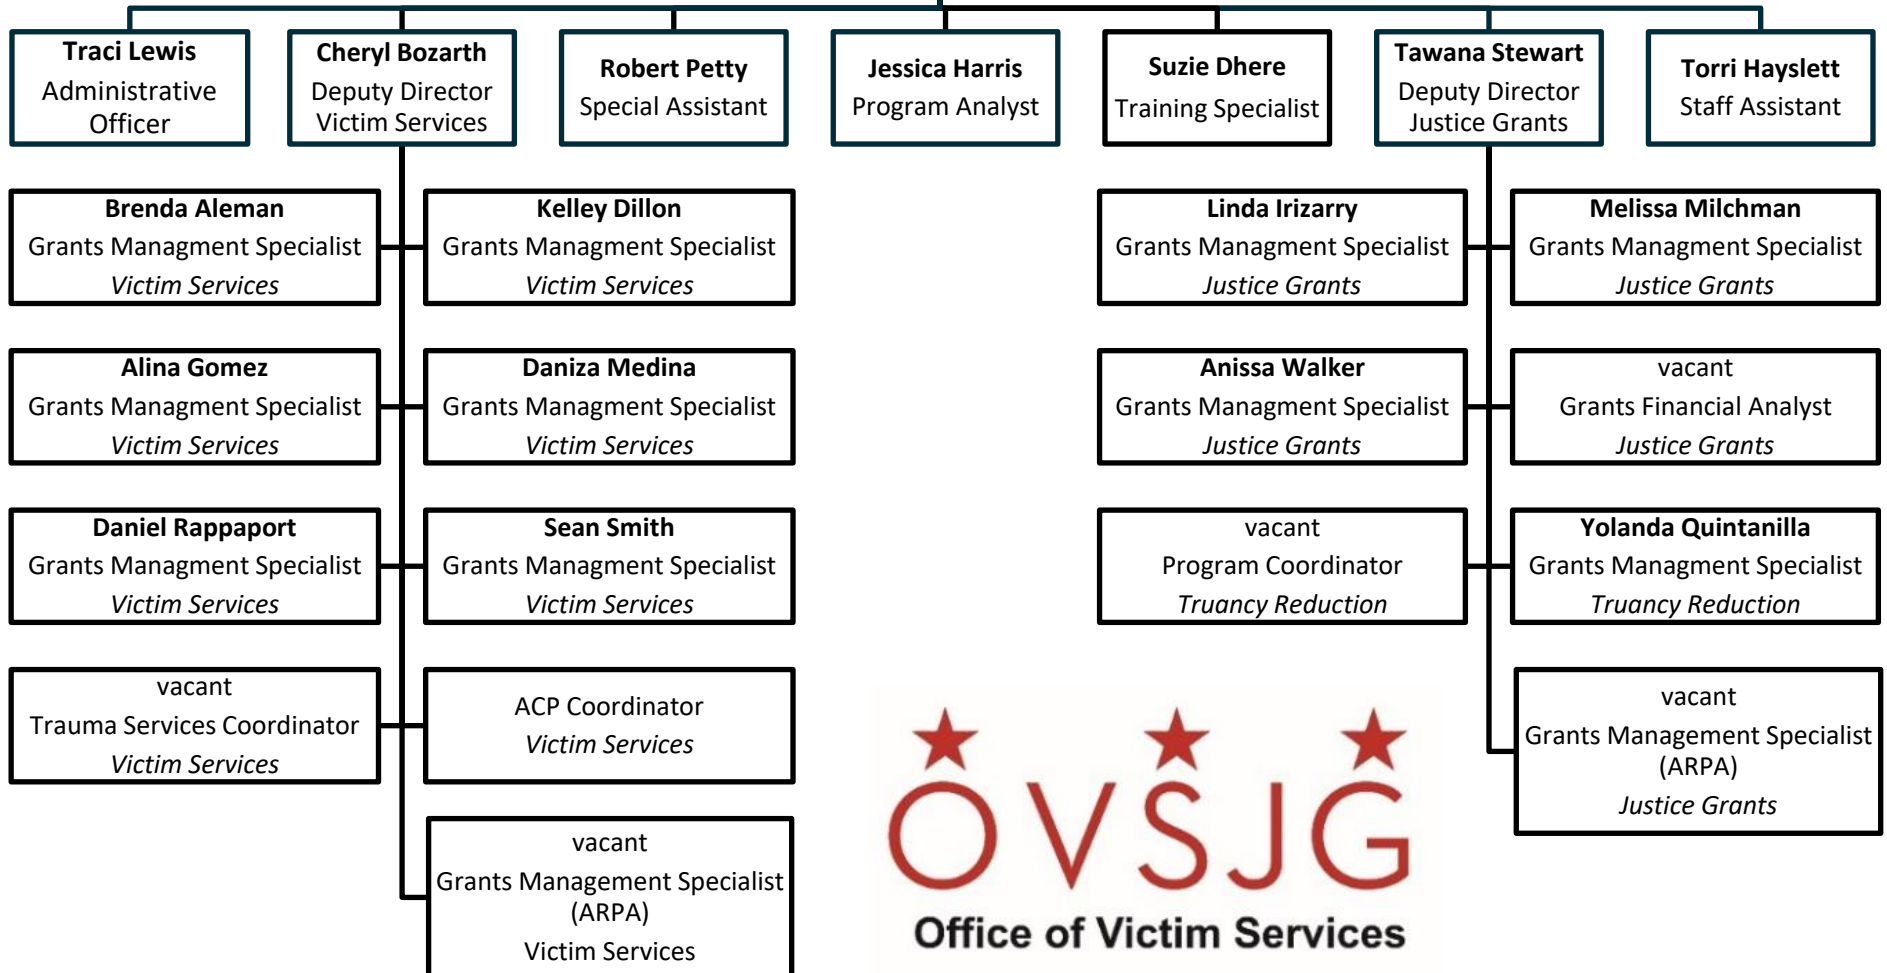 Traci Lewis
Administrative
Officer
Cheryl Bozarth
Deputy Director
Victim Services
Robert Petty
Special Assistant
Jessica Harris
Program Analyst
Suzie Dhere
Training Specialist
Tawana Stewart
Deputy Director
Justice Grants
Torri Hayslett
Staff Assistant
Brenda Aleman
Grants Managment Specialist
Victim Services
Kelley Dillon
Grants Managment Specialist
Victim Services
Alina Gomez
Grants Managment Specialist
Victim Services
Daniza Medina
Grants Managment Specialist
Victim Services
Daniel Rappaport
Grants Managment Specialist
Victim Services
Sean Smith
Grants Managment Specialist
Victim Services
vacant
Trauma Services Coordinator
Victim Services
ACP Coordinator
Victim Services
vacant
Grants Management Specialist
(ARPA)
Victim Services
Linda Irizarry
Grants Managment Specialist
Justice Grants
Melissa Milchman
Grants Managment Specialist
Justice Grants
Anissa Walker
Grants Managment Specialist
Justice Grants
vacant
Grants Financial Analyst
Justice Grants
vacant
Program Coordinator
Truancy Reduction
Yolanda Quintanilla
Grants Managment Specialist
Truancy Reduction
vacant
Grants Management Specialist
(ARPA)
Justice Grants
OVSJG
Office of Victim Services